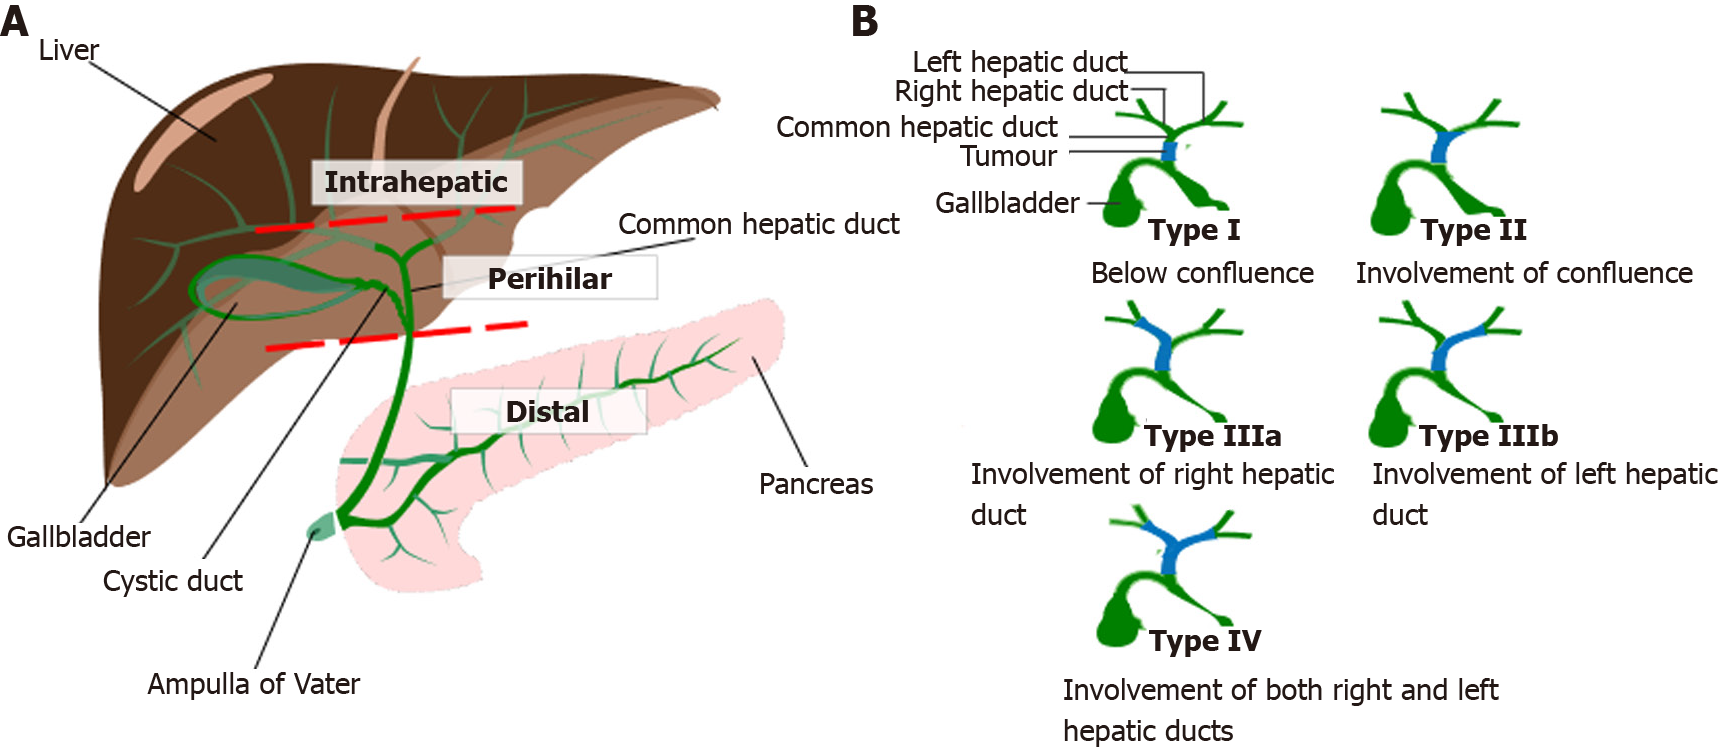 A
Liver
Intrahepatic
Common hepatic duct
Perihilar
Distal
Pancreas
Gallbladder
Cystic duct
Ampulla of Vater
B
Left hepatic duct
Right hepatic duct
Common hepatic duct
Tumour
Gallbladder
Type I
Below confluence
Type II
Involvement of confluence
Type IIIa
Involvement of right hepatic
duct
Type IIIb
Involvement of left hepatic
duct
Type IV
Involvement of both right and left
hepatic ducts